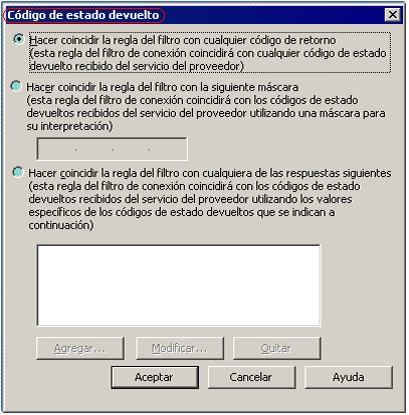 Código de estado devuelto
Hacer coincidir la regla del filtro con cualquier código de retorno
(esta regla del filtro de conexión coincidirá con cualquier código de estado
devuelto recibido del servicio del proveedor)
Hacer coincidir la regla del filtro con la siguiente máscara
(esta regla del filtro de conexión coincidirá con los códigos de estado
devueltos recibidos del servicio del proveedor utilizando una máscara para
su interpretación)
. . .
Hacer coincidir la regla del filtro con cualquiera de las respuestas siguientes
(esta regla del filtro de conexión coincidirá con los códigos de estado
devueltos recibidos del servicio del proveedor utilizando los valores
específicos de los códigos de estado devueltos que se indican a
continuación)
Agregar... Modificar... Quitar
Aceptar Cancelar Ayuda